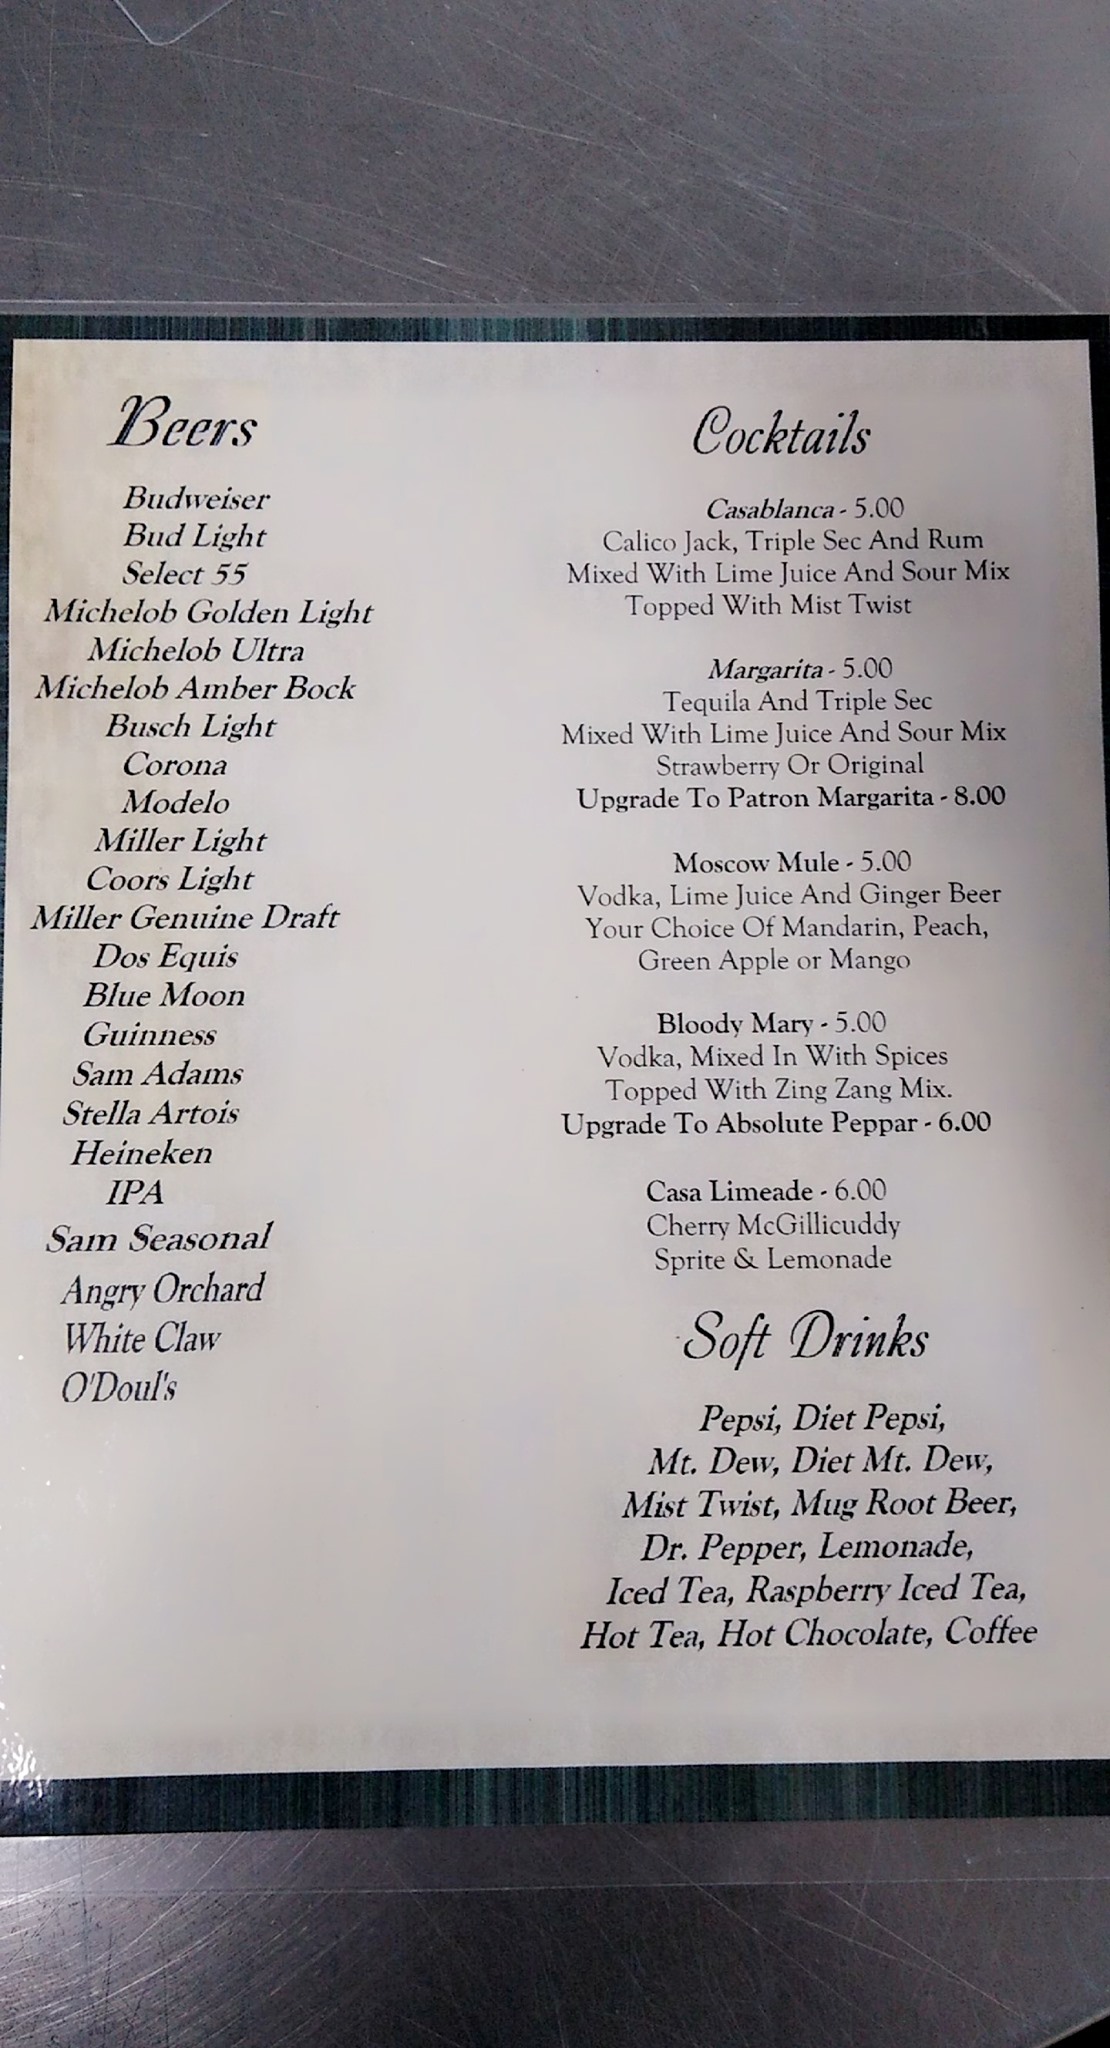 Beers
Budweiser
Bud Light
Select 55
Michelob Golden Light
Michelob Ultra
Michelob Amber Bock
Busch Light
Corona
Modelo
Miller Light
Coors Light
Miller Genuine Draft
Dos Equis
Blue Moon
Guinness
Sam Adams
Stella Artois
Heineken
IPA
Sam Seasonal
Angry Orchard
White Claw
O'Doul's
Cocktails
Casablanca - 5.00
Calico Jack, Triple Sec And Rum
Mixed With Lime Juice And Sour Mix
Topped With Mist Twist
Margarita - 5.00
Tequila And Triple Sec
Mixed With Lime Juice And Sour Mix
Strawberry Or Original
Upgrade To Patron Margarita - 8.00
Moscow Mule - 5.00
Vodka, Lime Juice And Ginger Beer
Your Choice Of Mandarin, Peach,
Green Apple or Mango
Bloody Mary - 5.00
Vodka, Mixed In With Spices
Topped With Zing Zang Mix.
Upgrade To Absolute Peppar - 6.00
Casa Limeade - 6.00
Cherry McGillicuddy
Sprite & Lemonade
Soft Drinks
Pepsi, Diet Pepsi,
Mt. Dew, Diet Mt. Dew,
Mist Twist, Mug Root Beer,
Dr. Pepper, Lemonade,
Iced Tea, Raspberry Iced Tea,
Hot Tea, Hot Chocolate, Coffee